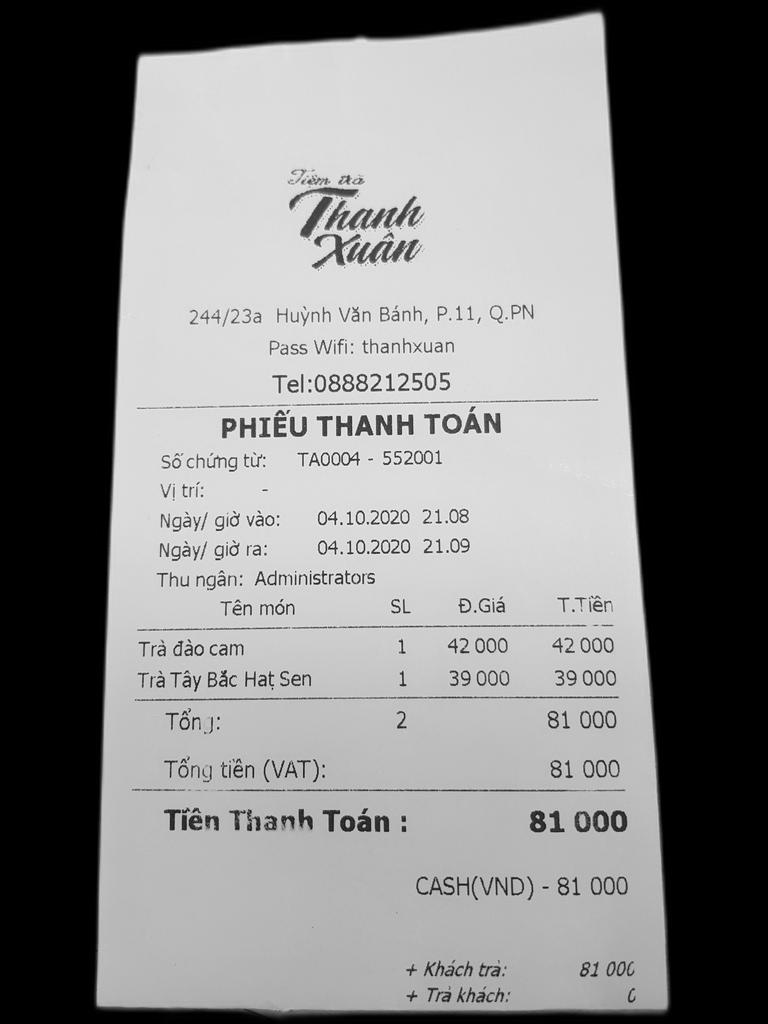 Tiệm trà
Thanh
Xuân
244/23a Huỳnh Văn Bánh, P.11, Q.PN
Pass Wifi: thanhxuan
Tel:0888212505
PHIẾU THANH TOÁN
Số chứng từ: TA0004 - 552001
Vị trí: -
Ngày/ giờ vào: 04.10.2020 21.08
Ngày/ giờ ra: 04.10.2020 21.09
Thu ngân: Administrators
Tên món SL Đ.Giá T.Tiền
Trà đào cam 1 42 000 42 000
Trà Tây Bắc Hạt Sen 1 39 000 39 000
Tổng: 2 81 000
Tổng tiền (VAT): 81 000
Tiền Thanh Toán : 81 000
CASH(VND) - 81 000
+ Khách trả: 81 000
+ Trả khách: 0